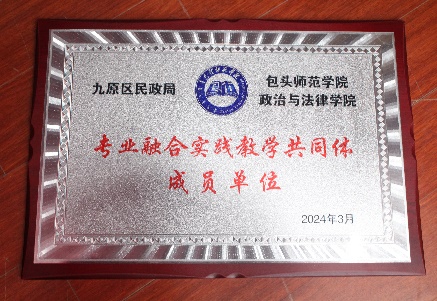 九原区民政局
包头师范学院
政治与法律学院
专业融合实践教学共同体
成员单位
2024年3月